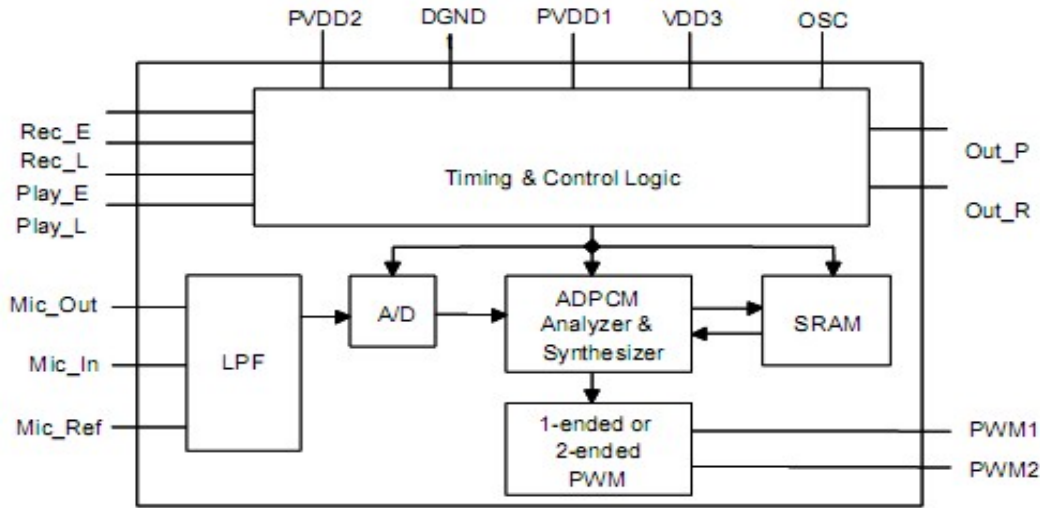 PVDD2
DGND
PVDD1
VDD3
OSC
Rec_E
Rec_L
Play_E
Play_L
Timing & Control Logic
Out_P
Out_R
Mic_Out
Mic_In
Mic_Ref
LPF
A/D
ADPCM
Analyzer &
Synthesizer
SRAM
1-ended or
2-ended
PWM
PWM1
PWM2